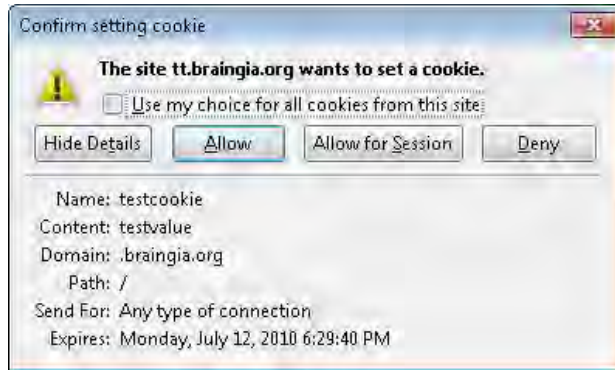 Confirm setting cookie
The site tt.braingia.org wants to set a cookie.
Use my choice for all cookies from this site
Hide Details Allow Allow for Session Deny
Name: testcookie
Content: testvalue
Domain: .braingia.org
Path: /
Send For: Any type of connection
Expires: Monday, July 12, 2010 6:29:40 PM